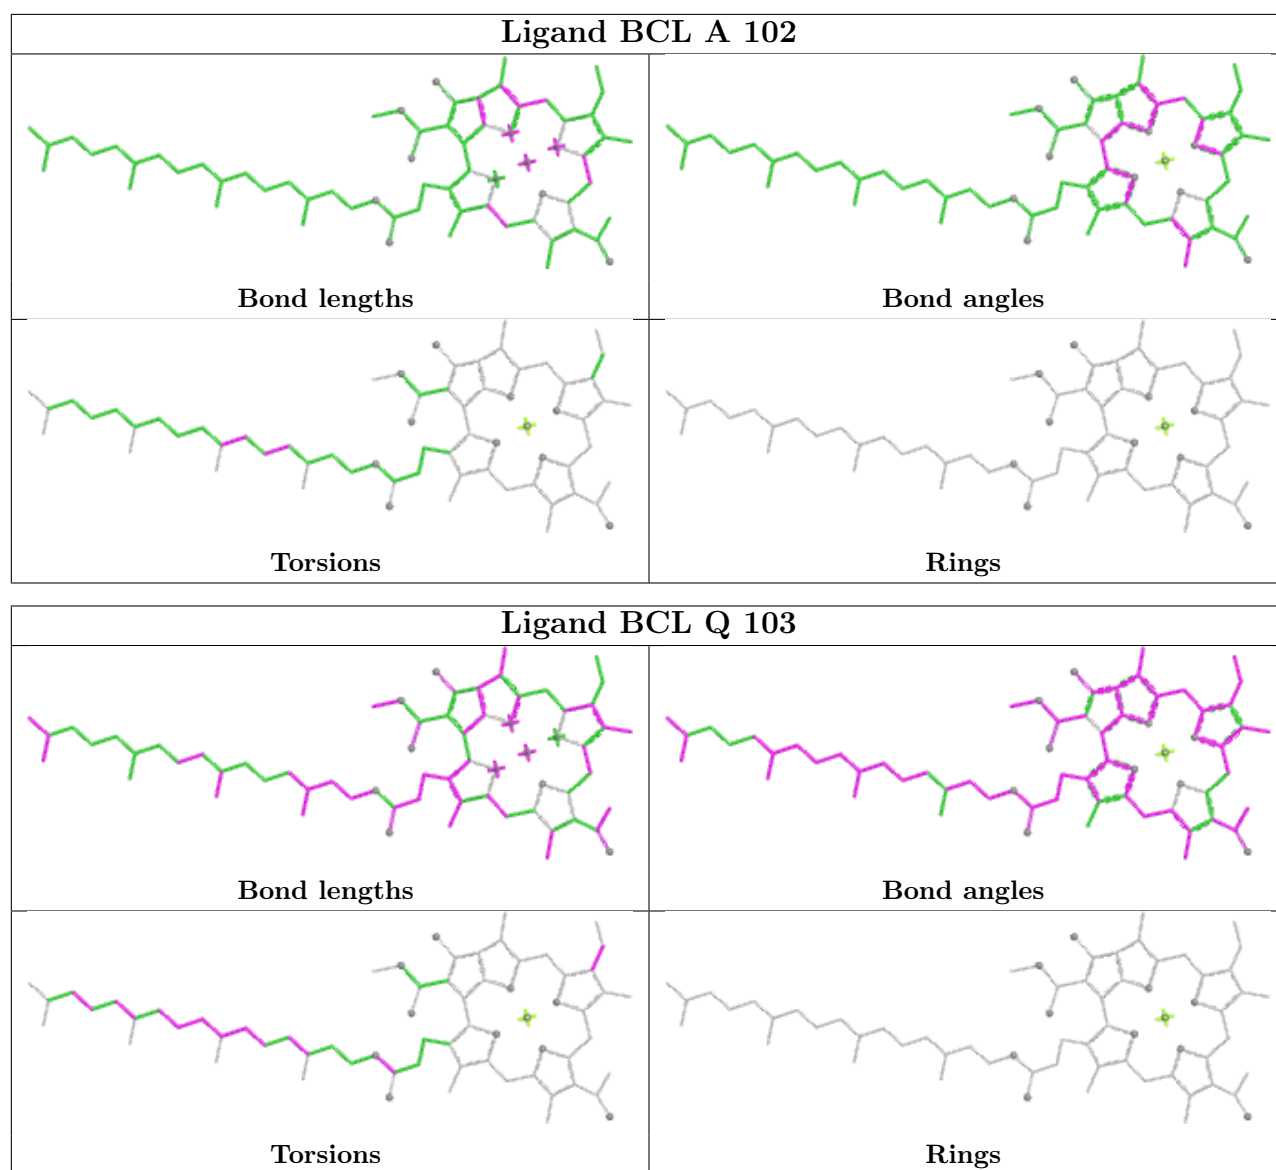 Ligand BCL A 102
Bond lengths
Bond angles
Torsions
Rings
Ligand BCL Q 103
Bond lengths
Bond angles
Torsions
Rings